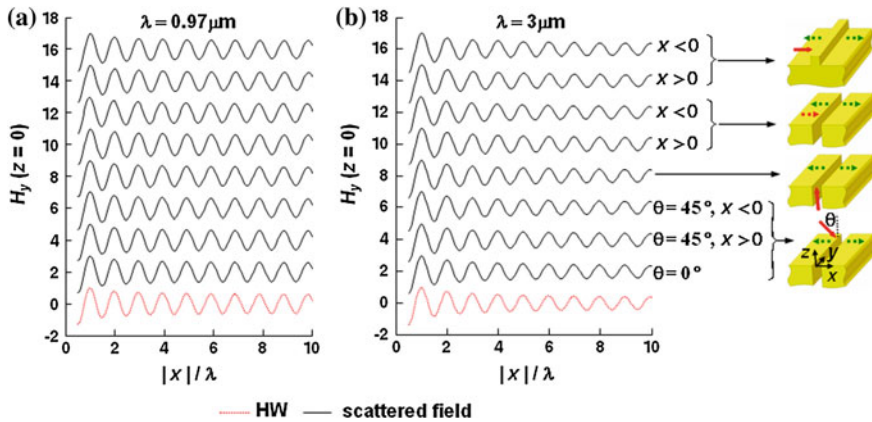 (a)
λ = 0.97μm
18
16
14
12
10
8
6
4
2
0
-2
0
2
4
6
8
10
H_y (z = 0)
|x| / λ
(b)
λ = 3μm
18
16
14
12
10
8
6
4
2
0
-2
0
2
4
6
8
10
H_y (z = 0)
|x| / λ
x < 0
x > 0
x < 0
x > 0
θ = 45°, x < 0
θ = 45°, x > 0
θ = 0°
θ
z
y
x
HW
scattered field